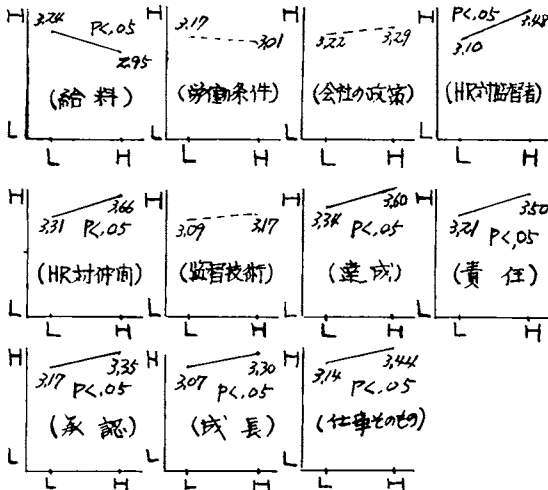 H 3.24 P<.05 2.95 (給料) L L H
H 3.17 3.01 (労働条件) L L H
H 3.22 3.29 (会社の政策) L L H
H P<.05 3.10 3.48 (HR対監督者) L L H
H 3.31 3.66 P<.05 (HR対仲間) L L H
H 3.09 3.17 (監督技術) L L H
H 3.34 3.60 P<.05 (達成) L L H
H 3.21 3.50 P<.05 (責任) L L H
H 3.17 3.35 P<.05 (承認) L L H
H 3.07 3.30 P<.05 (成長) L L H
H 3.14 3.44 P<.05 (仕事そのもの) L L H